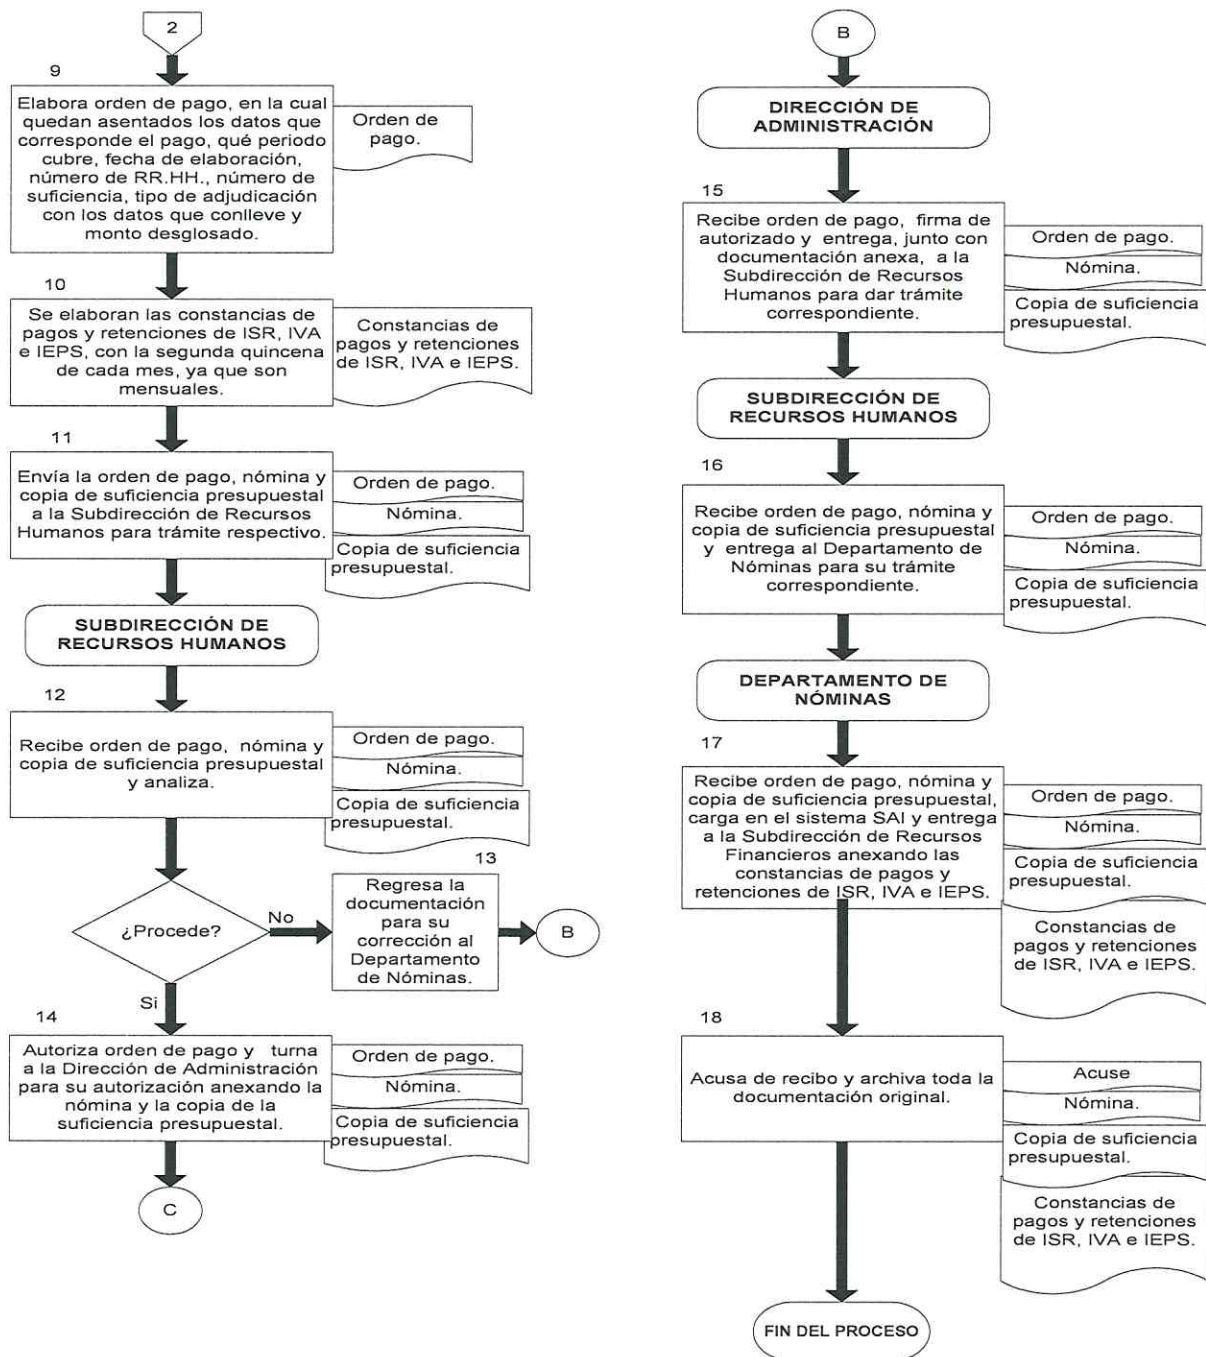 2
9
Elabora orden de pago, en la cual
quedan asentados los datos que
corresponde el pago, qué periodo
cubre, fecha de elaboración,
número de RR.HH., número de
suficiencia, tipo de adjudicación
con los datos que conlleve y
monto desglosado.
Orden de
pago.
10
Se elaboran las constancias de
pagos y retenciones de ISR, IVA
e IEPS, con la segunda quincena
de cada mes, ya que son
mensuales.
Constancias de
pagos y retenciones
de ISR, IVA e IEPS.
11
Envía la orden de pago, nómina y
copia de suficiencia presupuestal
a la Subdirección de Recursos
Humanos para trámite respectivo.
Orden de pago.
Nómina.
Copia de suficiencia
presupuestal.
SUBDIRECCIÓN DE
RECURSOS HUMANOS
12
Recibe orden de pago, nómina y
copia de suficiencia presupuestal
y analiza.
Orden de pago.
Nómina.
Copia de suficiencia
presupuestal.
¿Procede?
No
13
Regresa la
documentación
para su
corrección al
Departamento
de Nóminas.
B
Si
14
Autoriza orden de pago y turna
a la Dirección de Administración
para su autorización anexando la
nómina y la copia de la
suficiencia presupuestal.
Orden de pago.
Nómina.
Copia de suficiencia
presupuestal.
C
B
DIRECCIÓN DE
ADMINISTRACIÓN
15
Recibe orden de pago, firma de
autorizado y entrega, junto con
documentación anexa, a la
Subdirección de Recursos
Humanos para dar trámite
correspondiente.
Orden de pago.
Nómina.
Copia de suficiencia
presupuestal.
SUBDIRECCIÓN DE
RECURSOS HUMANOS
16
Recibe orden de pago, nómina y
copia de suficiencia presupuestal
y entrega al Departamento de
Nóminas para su trámite
correspondiente.
Orden de pago.
Nómina.
Copia de suficiencia
presupuestal.
DEPARTAMENTO DE
NÓMINAS
17
Recibe orden de pago, nómina y
copia de suficiencia presupuestal,
carga en el sistema SAI y entrega
a la Subdirección de Recursos
Financieros anexando las
constancias de pagos y
retenciones de ISR, IVA e IEPS.
Orden de pago.
Nómina.
Copia de suficiencia
presupuestal.
Constancias de
pagos y retenciones
de ISR, IVA e IEPS.
18
Acusa de recibo y archiva toda la
documentación original.
Acuse
Nómina.
Copia de suficiencia
presupuestal.
Constancias de
pagos y retenciones
de ISR, IVA e IEPS.
FIN DEL PROCESO